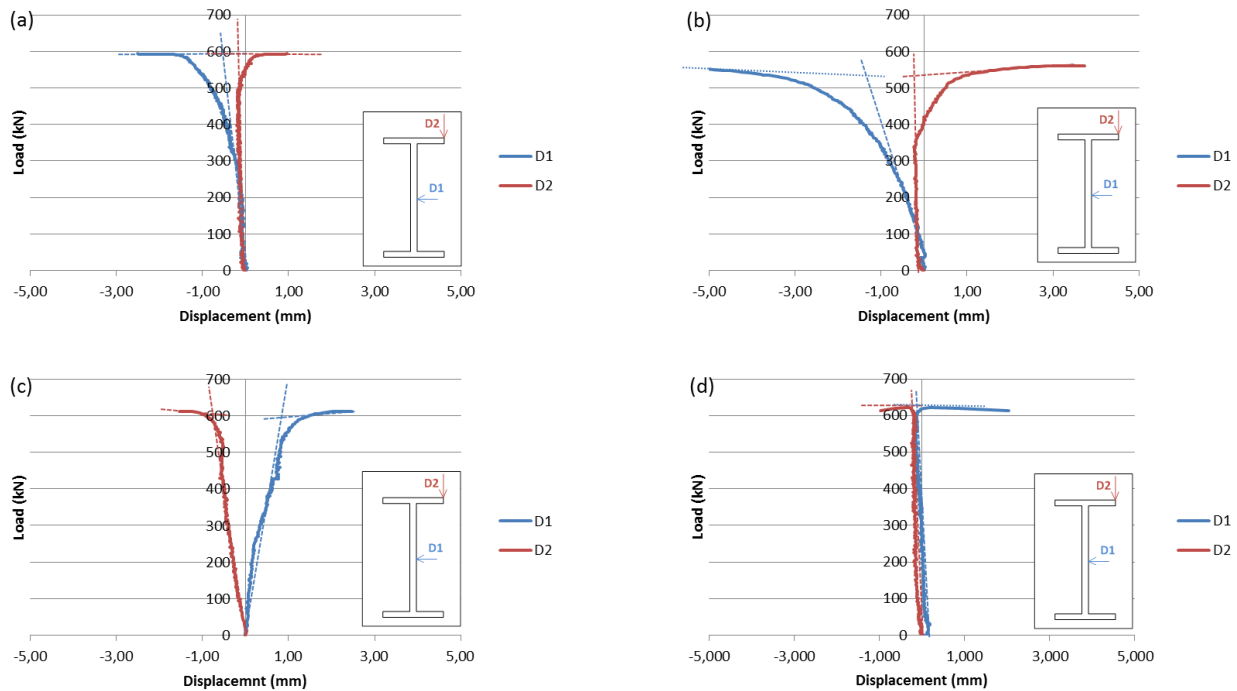 (a)
700
600
500
400
300
200
100
0
-5,00 -3,00 -1,00 1,00 3,00 5,00
Load (kN)
Displacement (mm)
D2
D1
D1
D2
(b)
700
600
500
400
300
200
100
0
-5,00 -3,00 -1,00 1,00 3,00 5,00
Load (kN)
Displacement (mm)
D2
D1
D1
D2
(c)
700
600
500
400
300
200
100
0
-5,00 -3,00 -1,00 1,00 3,00 5,00
Load (kN)
Displacemnt (mm)
D2
D1
D1
D2
(d)
700
600
500
400
300
200
100
0
-5,000 -3,000 -1,000 1,000 3,000 5,000
Load (kN)
Displacement (mm)
D2
D1
D1
D2